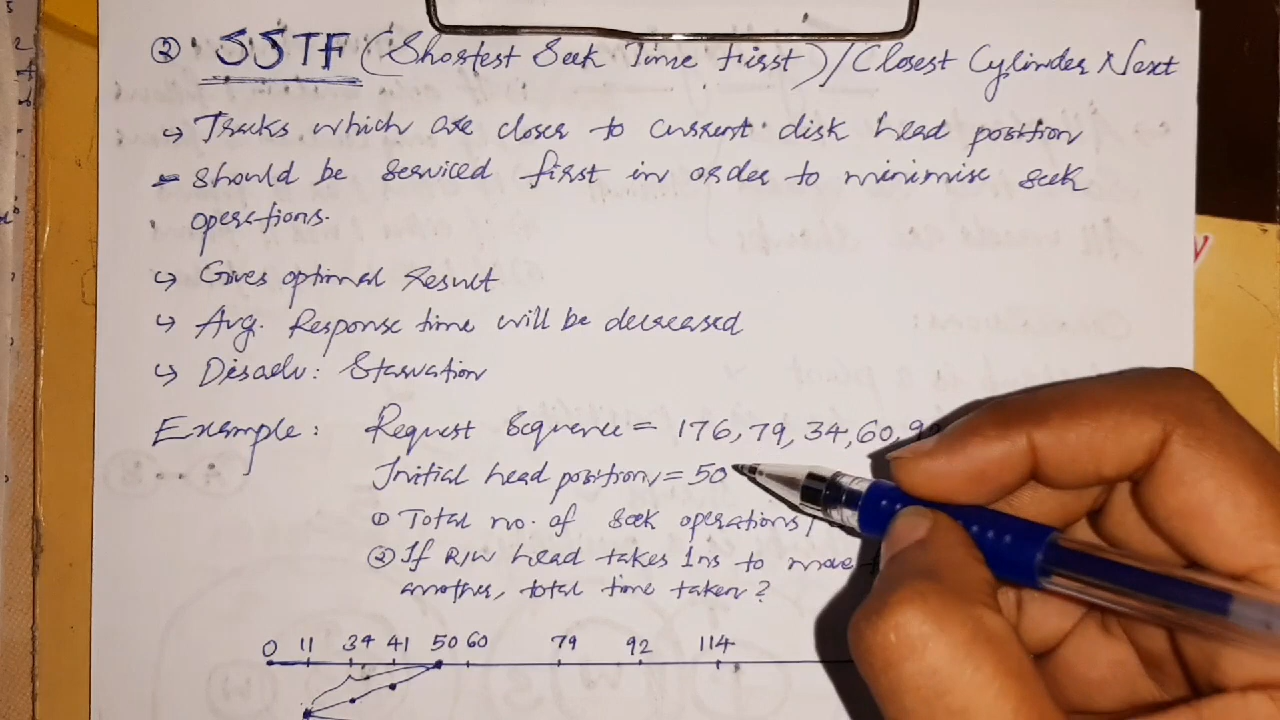 ② SSTF (Shortest Seek Time First) / Closest Cylinder Next
↳ Tracks which are closer to current disk head position
should be serviced first in order to minimise seek
operations.
↳ Gives optimal result
↳ Avg. Response time will be decreased
↳ Disadv: Starvation
Example: Request Sequence = 176, 79, 34, 60, 92
Initial head position = 50
① Total no. of seek operations
② If R/W head takes 1ns to move
another, total time taken?
0 11 34 41 50 60 79 92 114